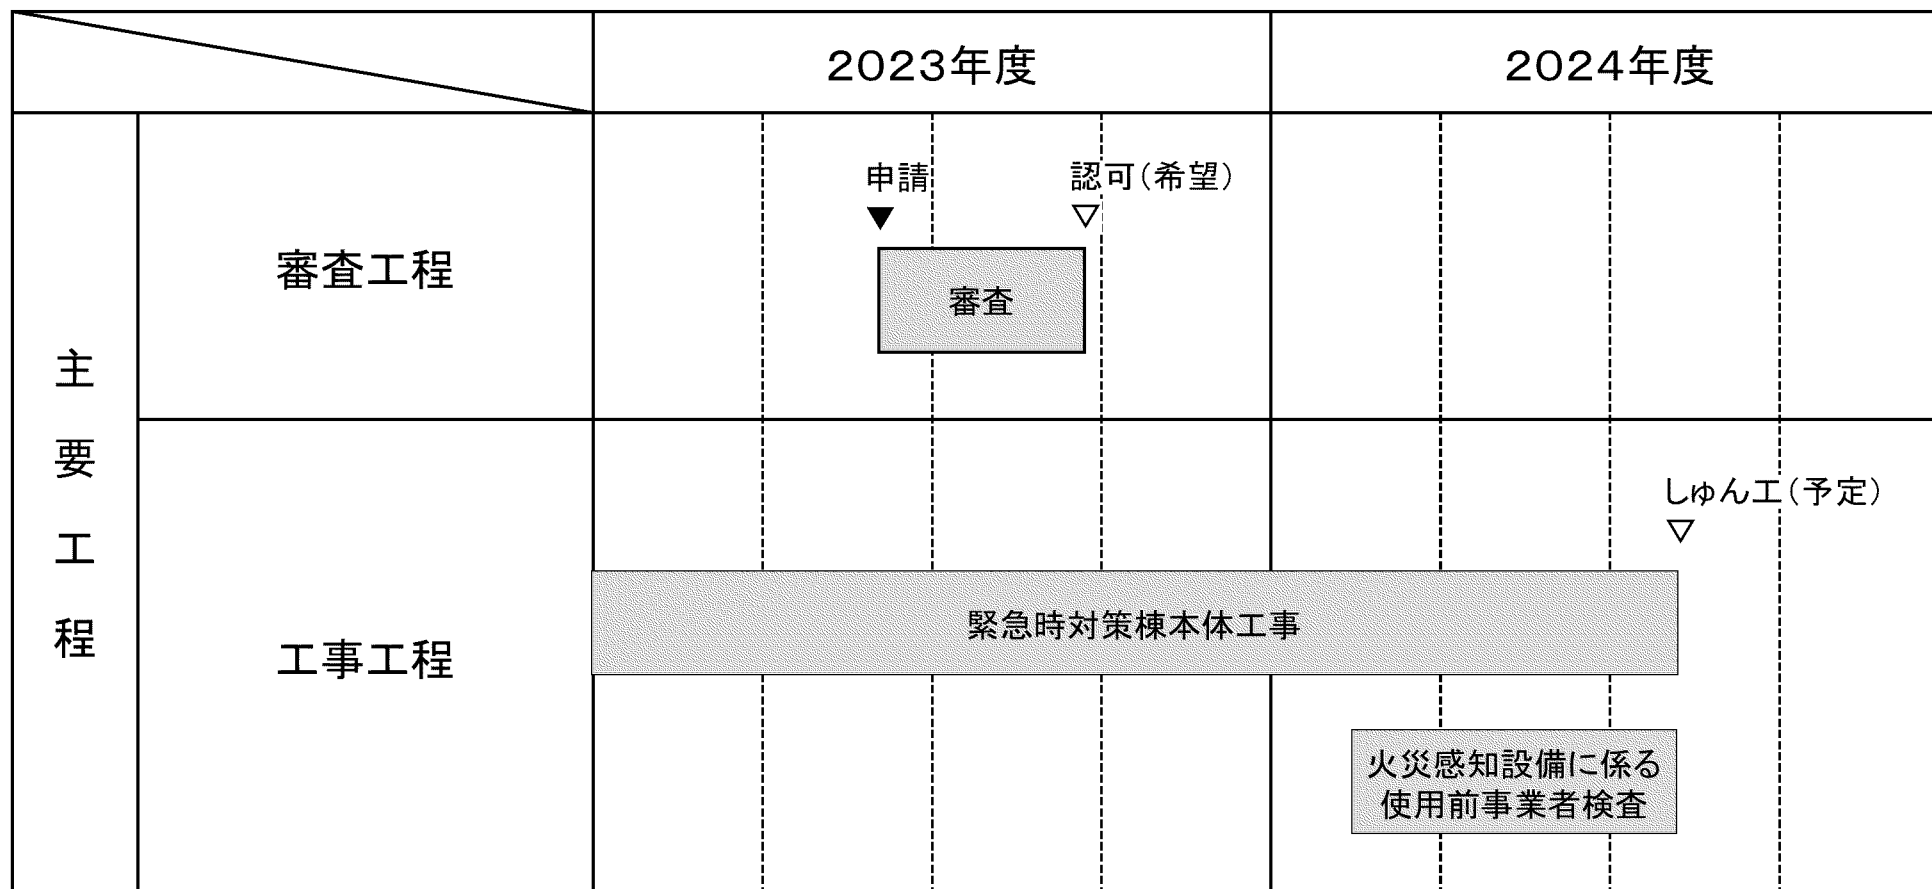 ２０２３年度
２０２４年度
主要工程
審査工程
申請
認可（希望）
審査
工事工程
しゅん工（予定）
緊急時対策棟本体工事
火災感知設備に係る
使用前事業者検査